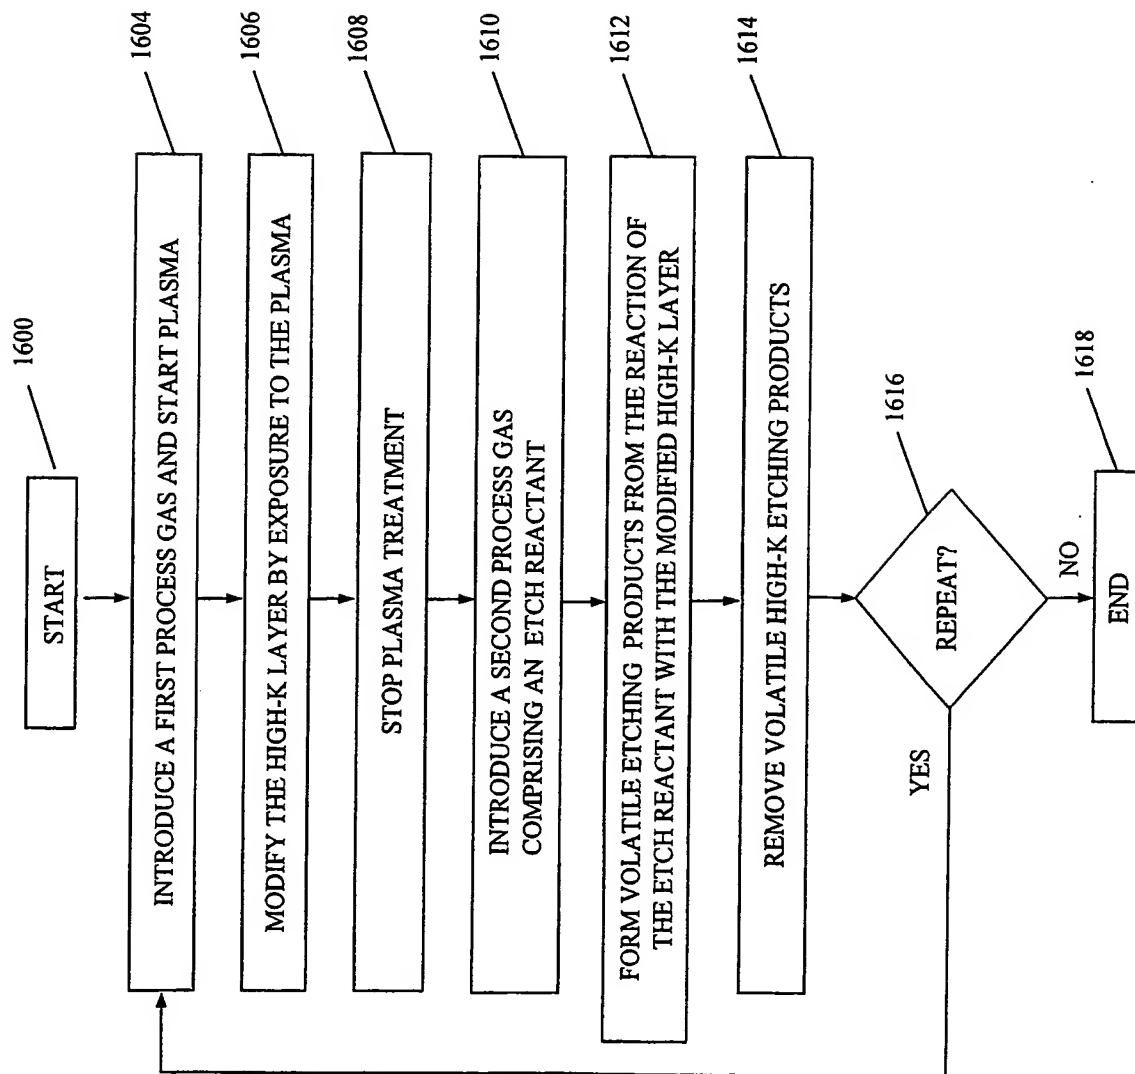 1600
START
1604
INTRODUCE A FIRST PROCESS GAS AND START PLASMA
1606
MODIFY THE HIGH-K LAYER BY EXPOSURE TO THE PLASMA
1608
STOP PLASMA TREATMENT
1610
INTRODUCE A SECOND PROCESS GAS
COMPRISING AN ETCH REACTANT
1612
FORM VOLATILE ETCHING PRODUCTS FROM THE REACTION OF
THE ETCH REACTANT WITH THE MODIFIED HIGH-K LAYER
1614
REMOVE VOLATILE HIGH-K ETCHING PRODUCTS
1616
REPEAT?
YES
NO
1618
END